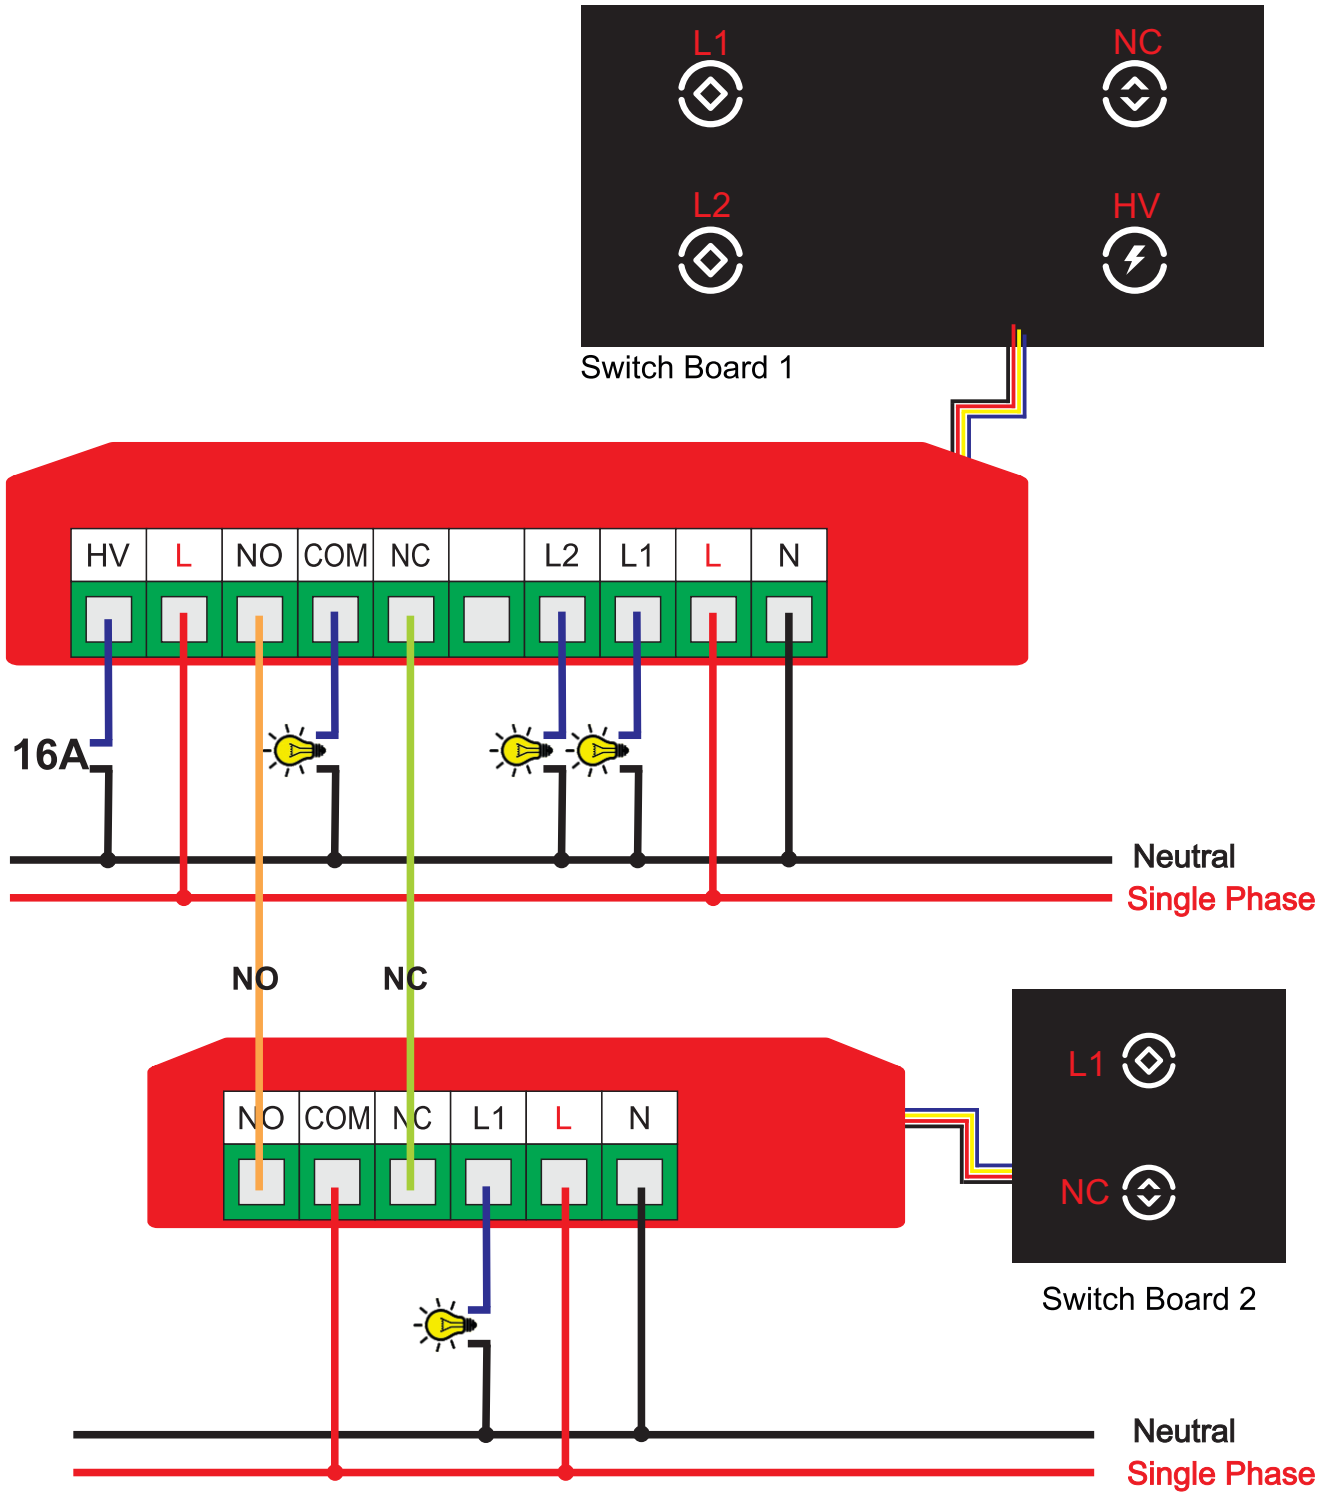 L1 NC
L2 HV
Switch Board 1
HV L NO COM NC L2 L1 L N
16A
Neutral
Single Phase
NO NC
L1
NO COM NC L1 L N
NC
Switch Board 2
Neutral
Single Phase